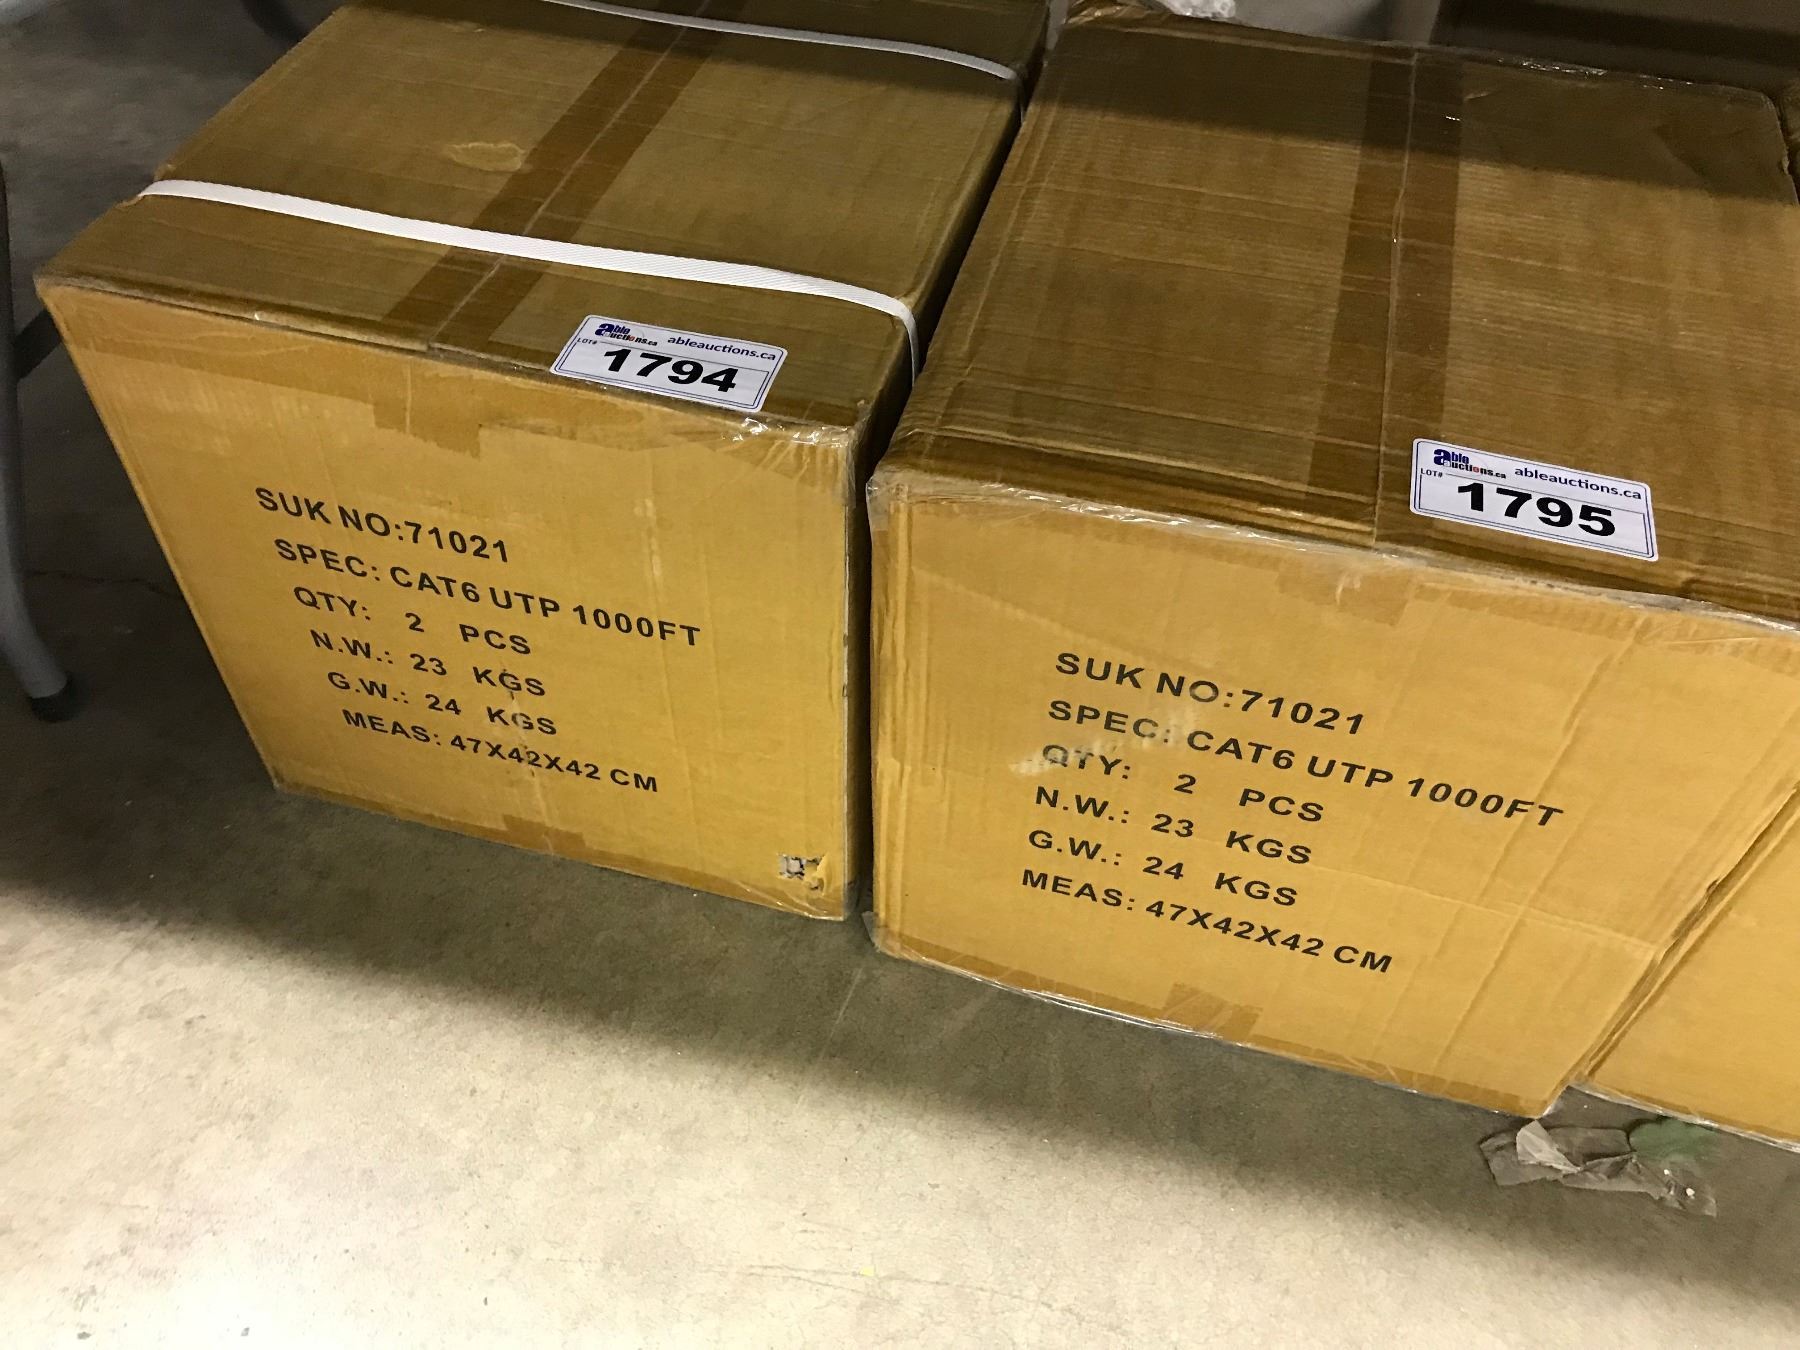 able auctions.ca ableauctions.ca
LOT# 1794
SUK NO:71021
SPEC: CAT6 UTP 1000FT
QTY: 2 PCS
N.W.: 23 KGS
G.W.: 24 KGS
MEAS: 47X42X42 CM
able auctions.ca ableauctions.ca
LOT# 1795
SUK NO:71021
SPEC: CAT6 UTP 1000FT
QTY: 2 PCS
N.W.: 23 KGS
G.W.: 24 KGS
MEAS: 47X42X42 CM